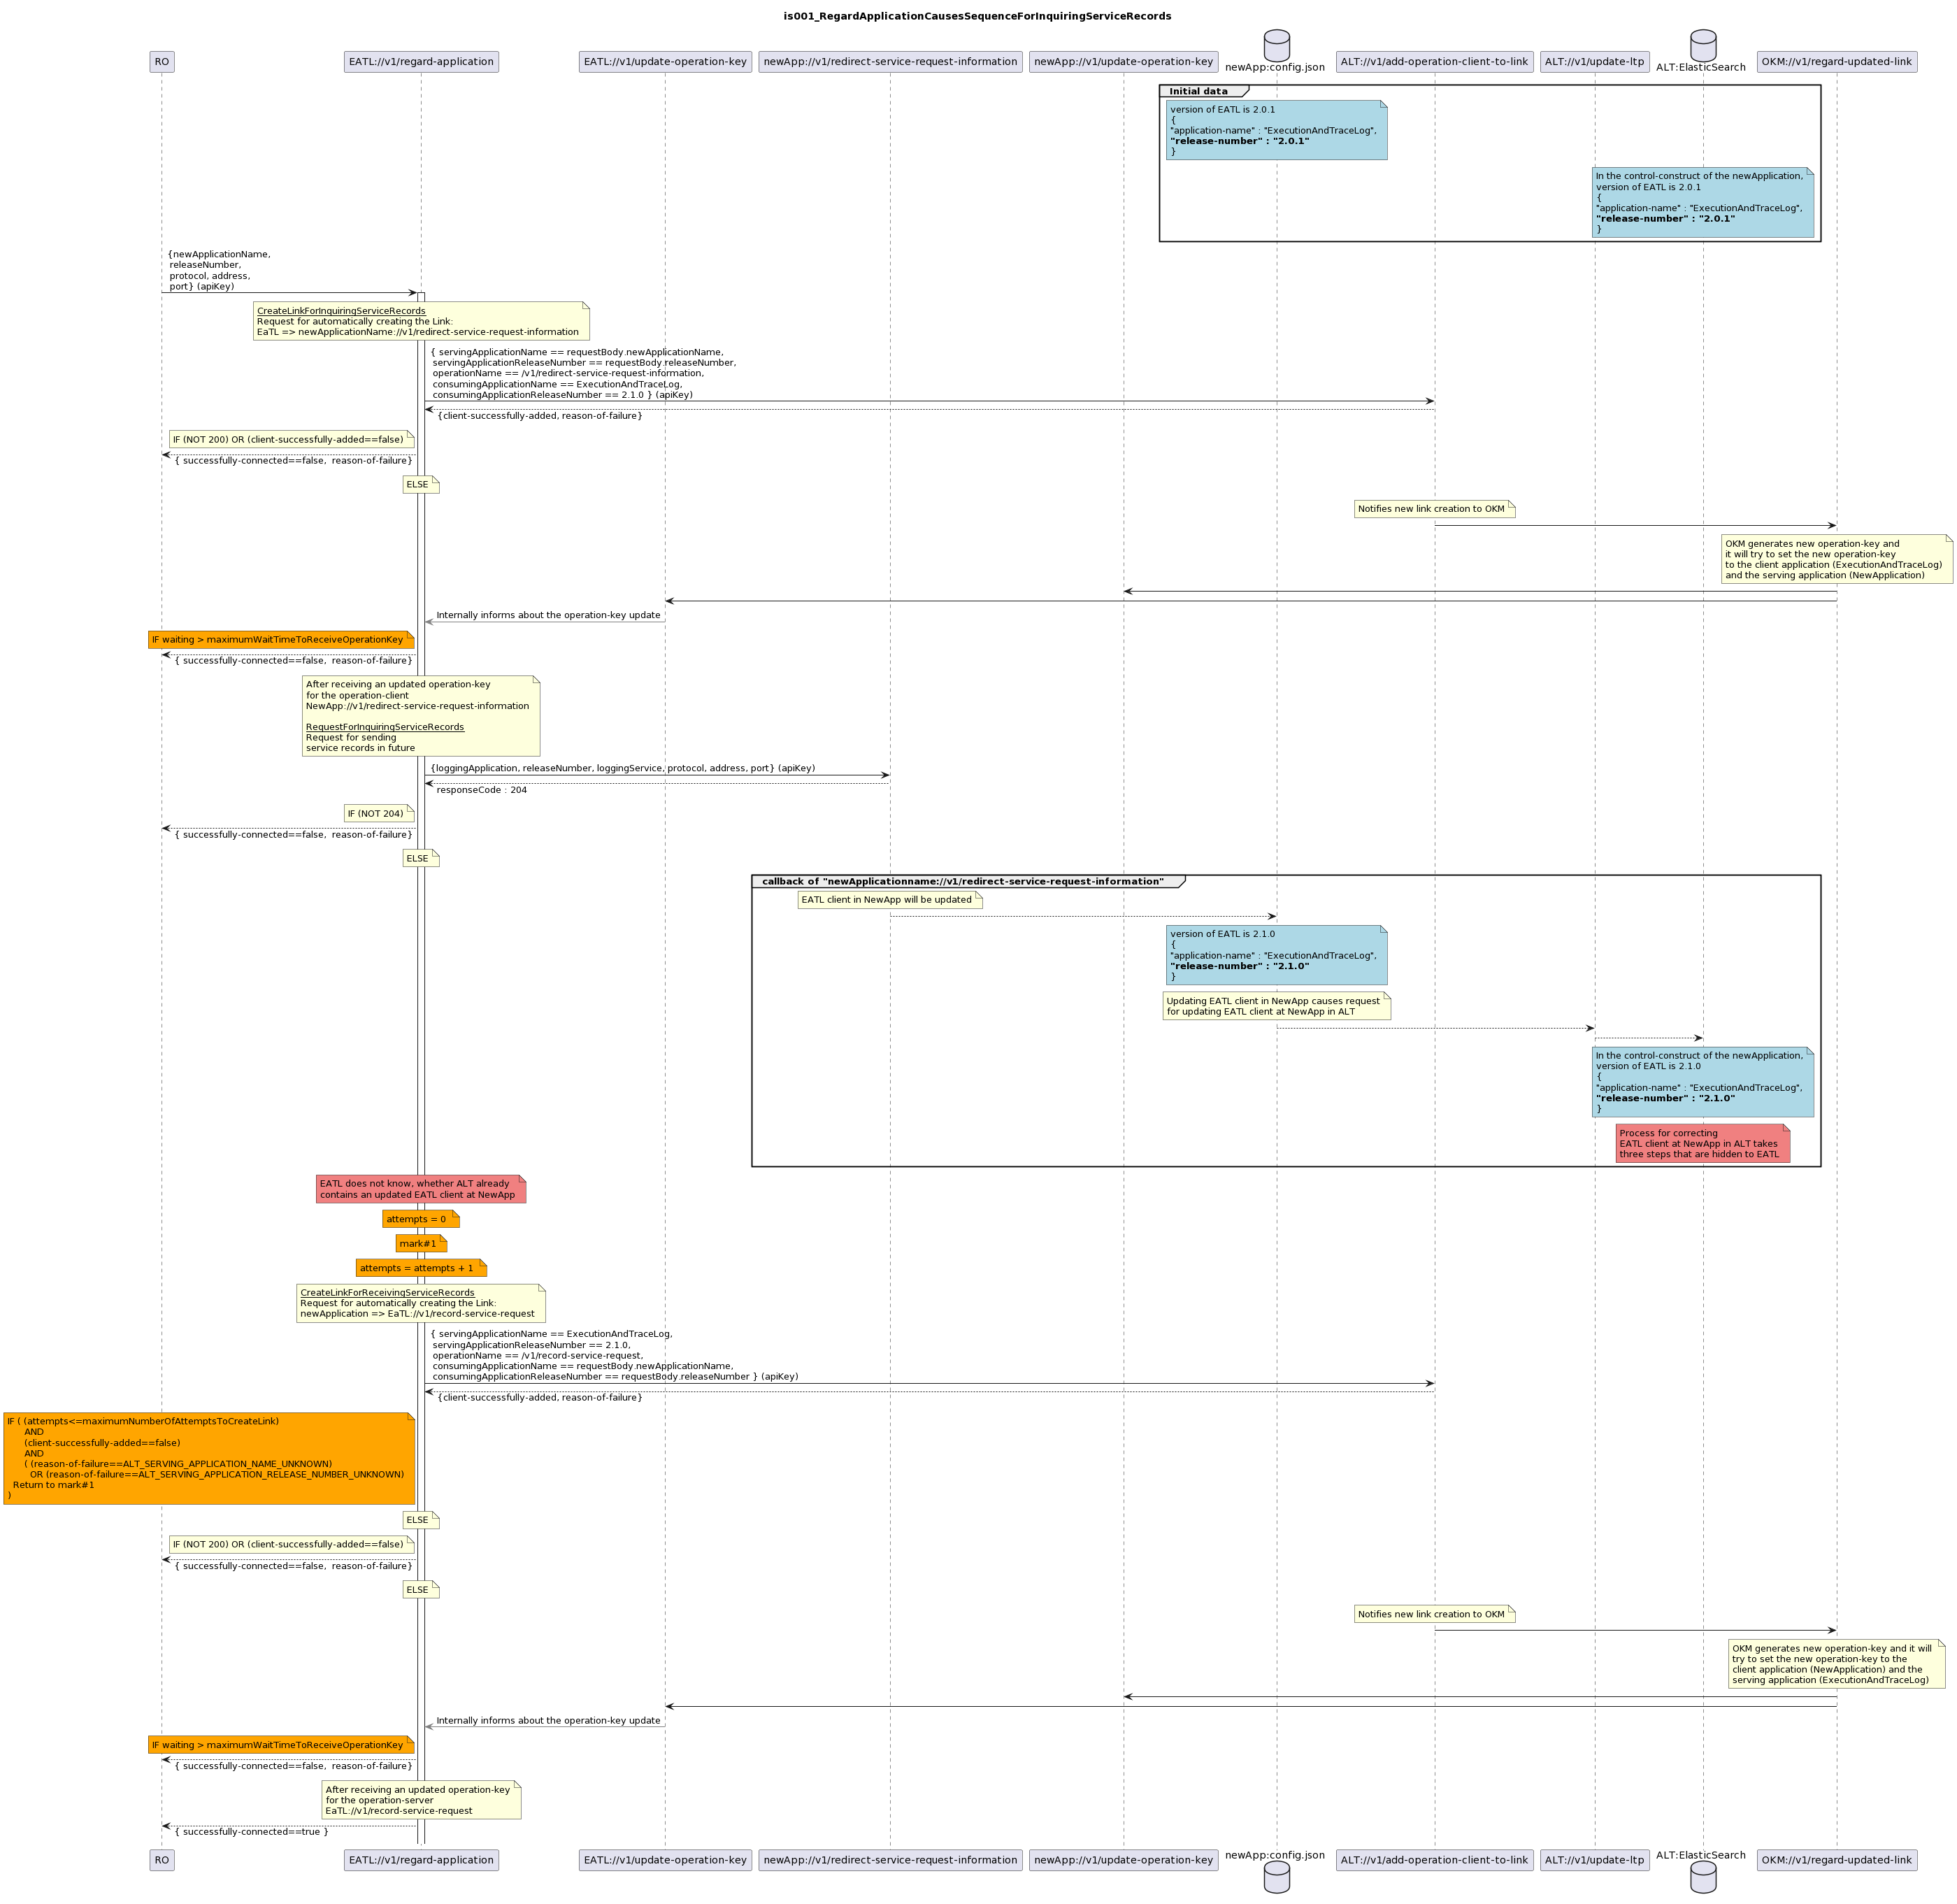 is001_RegardApplicationCausesSequenceForInquiringServiceRecords
RO
EATL://v1/regard-application
EATL://v1/update-operation-key
newApp://v1/redirect-service-request-information
newApp://v1/update-operation-key
newApp:config.json
ALT://v1/add-operation-client-to-link
ALT://v1/update-ltp
ALT:ElasticSearch
OKM://v1/regard-updated-link
Initial data
version of EATL is 2.0.1
{
"application-name" : "ExecutionAndTraceLog",
"release-number" : "2.0.1"
}
In the control-construct of the newApplication,
version of EATL is 2.0.1
{
"application-name" : "ExecutionAndTraceLog",
"release-number" : "2.0.1"
}
{newApplicationName,
releaseNumber,
protocol, address,
port} (apiKey)
CreateLinkForInquiringServiceRecords
Request for automatically creating the Link:
EaTL => newApplicationName://v1/redirect-service-request-information
{ servingApplicationName == requestBody.newApplicationName,
servingApplicationReleaseNumber == requestBody.releaseNumber,
operationName == /v1/redirect-service-request-information,
consumingApplicationName == ExecutionAndTraceLog,
consumingApplicationReleaseNumber == 2.1.0 } (apiKey)
{client-successfully-added, reason-of-failure}
IF (NOT 200) OR (client-successfully-added==false)
{ successfully-connected==false,  reason-of-failure}
ELSE
Notifies new link creation to OKM
OKM generates new operation-key and
it will try to set the new operation-key
to the client application (ExecutionAndTraceLog)
and the serving application (NewApplication)
Internally informs about the operation-key update
IF waiting > maximumWaitTimeToReceiveOperationKey
{ successfully-connected==false,  reason-of-failure}
After receiving an updated operation-key
for the operation-client
NewApp://v1/redirect-service-request-information
RequestForInquiringServiceRecords
Request for sending
service records in future
{loggingApplication, releaseNumber, loggingService, protocol, address, port} (apiKey)
responseCode : 204
IF (NOT 204)
{ successfully-connected==false,  reason-of-failure}
ELSE
callback of "newApplicationname://v1/redirect-service-request-information"
EATL client in NewApp will be updated
version of EATL is 2.1.0
{
"application-name" : "ExecutionAndTraceLog",
"release-number" : "2.1.0"
}
Updating EATL client in NewApp causes request
for updating EATL client at NewApp in ALT
In the control-construct of the newApplication,
version of EATL is 2.1.0
{
"application-name" : "ExecutionAndTraceLog",
"release-number" : "2.1.0"
}
Process for correcting
EATL client at NewApp in ALT takes
three steps that are hidden to EATL
EATL does not know, whether ALT already
contains an updated EATL client at NewApp
attempts = 0
mark#1
attempts = attempts + 1
CreateLinkForReceivingServiceRecords
Request for automatically creating the Link:
newApplication => EaTL://v1/record-service-request
{ servingApplicationName == ExecutionAndTraceLog,
servingApplicationReleaseNumber == 2.1.0,
operationName == /v1/record-service-request,
consumingApplicationName == requestBody.newApplicationName,
consumingApplicationReleaseNumber == requestBody.releaseNumber } (apiKey)
{client-successfully-added, reason-of-failure}
IF ( (attempts<=maximumNumberOfAttemptsToCreateLink)
AND
(client-successfully-added==false)
AND
( (reason-of-failure==ALT_SERVING_APPLICATION_NAME_UNKNOWN)
OR (reason-of-failure==ALT_SERVING_APPLICATION_RELEASE_NUMBER_UNKNOWN)
Return to mark#1
)
ELSE
IF (NOT 200) OR (client-successfully-added==false)
{ successfully-connected==false,  reason-of-failure}
ELSE
Notifies new link creation to OKM
OKM generates new operation-key and it will
try to set the new operation-key to the
client application (NewApplication) and the
serving application (ExecutionAndTraceLog)
Internally informs about the operation-key update
IF waiting > maximumWaitTimeToReceiveOperationKey
{ successfully-connected==false,  reason-of-failure}
After receiving an updated operation-key
for the operation-server
EaTL://v1/record-service-request
{ successfully-connected==true }
RO
EATL://v1/regard-application
EATL://v1/update-operation-key
newApp://v1/redirect-service-request-information
newApp://v1/update-operation-key
newApp:config.json
ALT://v1/add-operation-client-to-link
ALT://v1/update-ltp
ALT:ElasticSearch
OKM://v1/regard-updated-link